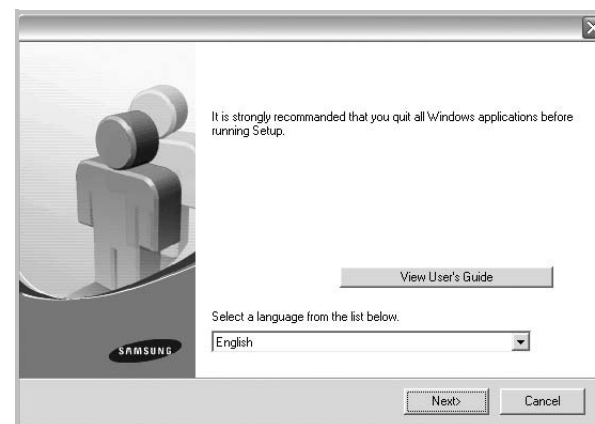 It is strongly recommanded that you quit all Windows applications before
running Setup.
View User's Guide
Select a language from the list below.
English
SAMSUNG
Next>
Cancel